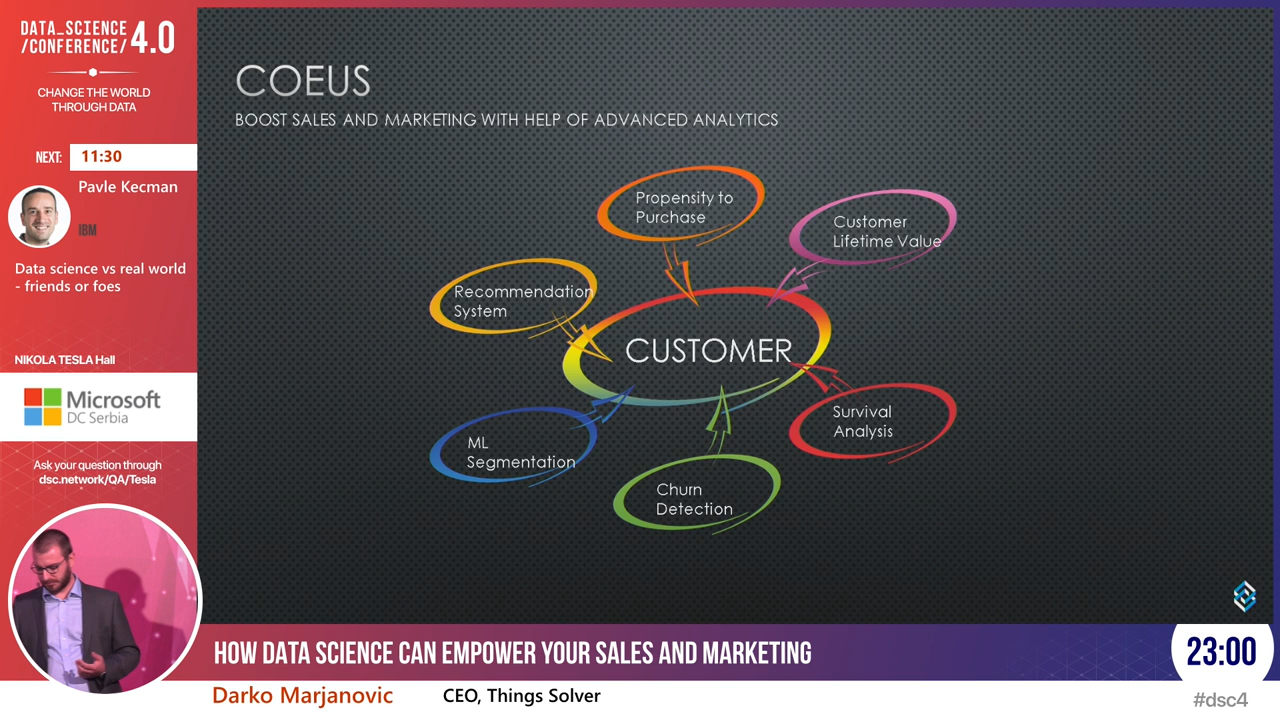 DATA_SCIENCE
/CONFERENCE/ 4.0
CHANGE THE WORLD
THROUGH DATA
NEXT: 11:30
Pavle Kecman
IBM
Data science vs real world
- friends or foes
NIKOLA TESLA Hall
Microsoft
DC Serbia
Ask your question through
dsc.network/QA/Tesla
COEUS
BOOST SALES AND MARKETING WITH HELP OF ADVANCED ANALYTICS
Propensity to
Purchase
Customer
Lifetime Value
Recommendation
System
CUSTOMER
Survival
Analysis
ML
Segmentation
Churn
Detection
HOW DATA SCIENCE CAN EMPOWER YOUR SALES AND MARKETING
23:00
Darko Marjanovic
CEO, Things Solver
#dsc4